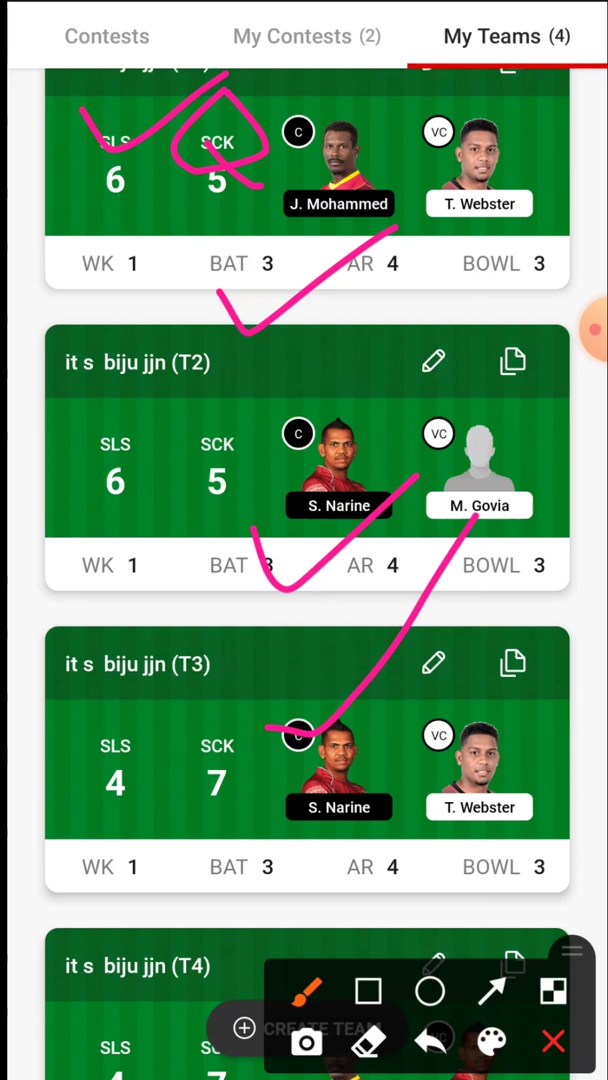 Contests My Contests (2) My Teams (4)
SLS SCK C VC
6 5
J. Mohammed T. Webster
WK 1 BAT 3 AR 4 BOWL 3
it s biju jjn (T2)
SLS SCK C VC
6 5
S. Narine M. Govia
WK 1 BAT 3 AR 4 BOWL 3
it s biju jjn (T3)
SLS SCK C VC
4 7
S. Narine T. Webster
WK 1 BAT 3 AR 4 BOWL 3
it s biju jjn (T4)
CREATE TEAM
SLS